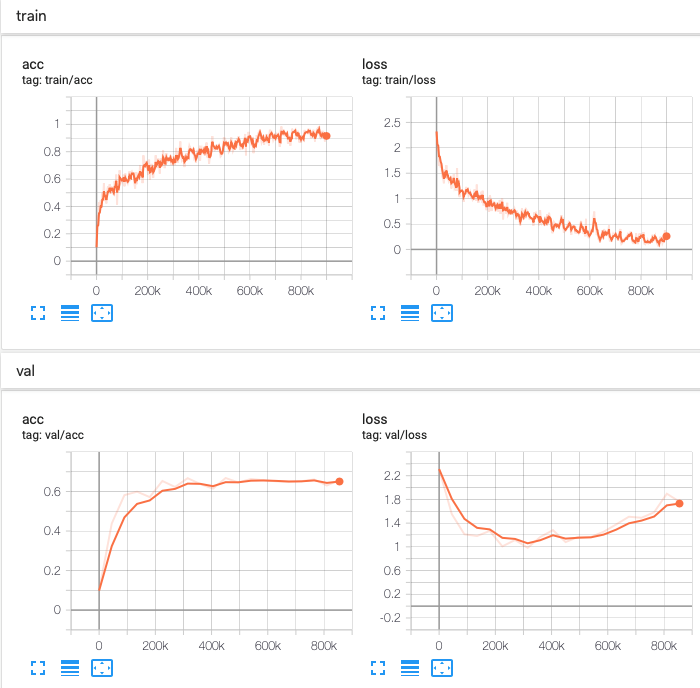 train
acc
tag: train/acc
loss
tag: train/loss
1
0.8
0.6
0.4
0.2
0
0 200k 400k 600k 800k
2.5
2
1.5
1
0.5
0
0 200k 400k 600k 800k
val
acc
tag: val/acc
loss
tag: val/loss
0.6
0.4
0.2
0
0 200k 400k 600k 800k
2.2
1.8
1.4
1
0.6
0.2
-0.2
0 200k 400k 600k 800k